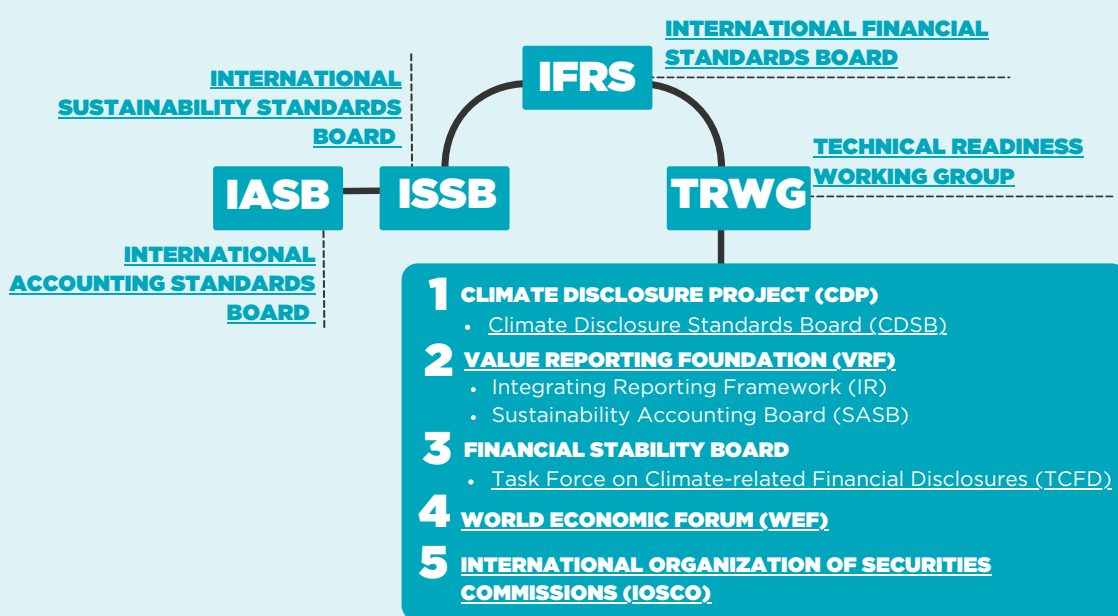 INTERNATIONAL FINANCIAL
STANDARDS BOARD
IFRS
INTERNATIONAL
SUSTAINABILITY STANDARDS
BOARD
TECHNICAL READINESS
WORKING GROUP
IASB
ISSB
TRWG
INTERNATIONAL
ACCOUNTING STANDARDS
BOARD
1 CLIMATE DISCLOSURE PROJECT (CDP)
• Climate Disclosure Standards Board (CDSB)
2 VALUE REPORTING FOUNDATION (VRF)
• Integrating Reporting Framework (IR)
• Sustainability Accounting Board (SASB)
3 FINANCIAL STABILITY BOARD
• Task Force on Climate-related Financial Disclosures (TCFD)
4 WORLD ECONOMIC FORUM (WEF)
5 INTERNATIONAL ORGANIZATION OF SECURITIES
COMMISSIONS (IOSCO)